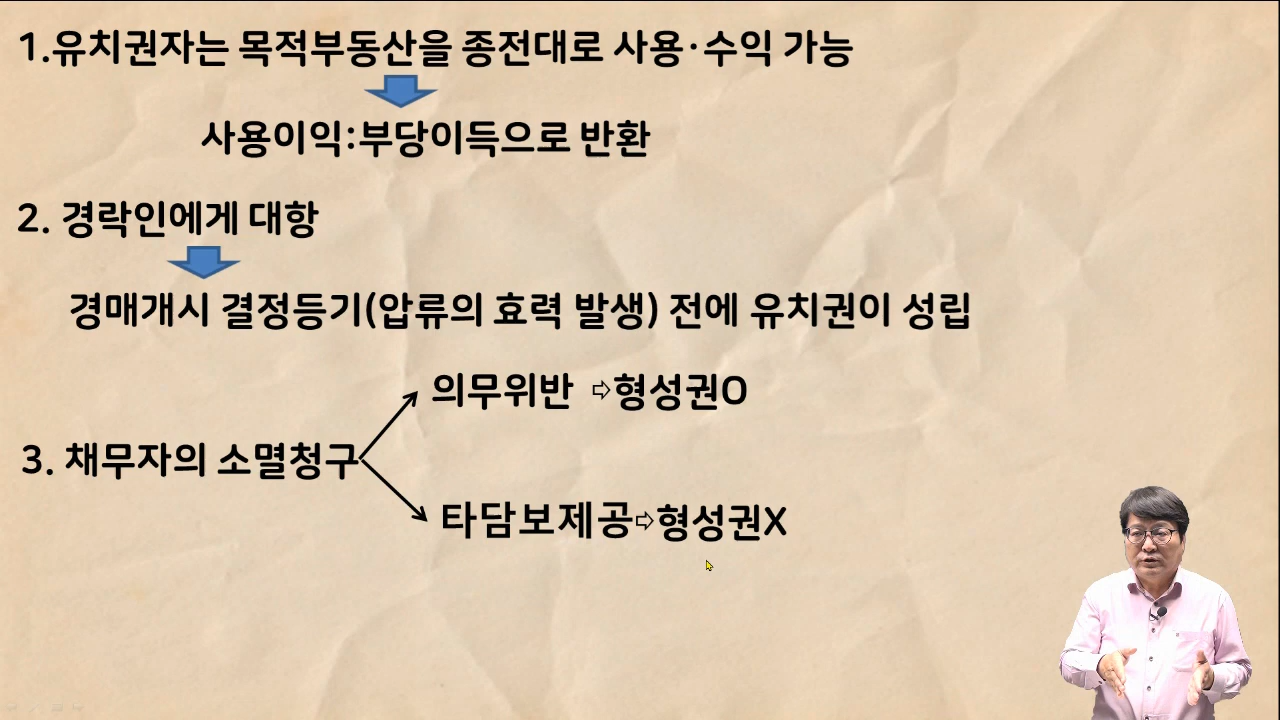 1.유치권자는 목적부동산을 종전대로 사용·수익 가능
사용이익:부당이득으로 반환
2. 경락인에게 대항
경매개시 결정등기(압류의 효력 발생) 전에 유치권이 성립
의무위반 ⇨형성권O
3. 채무자의 소멸청구
타담보제공⇨형성권X